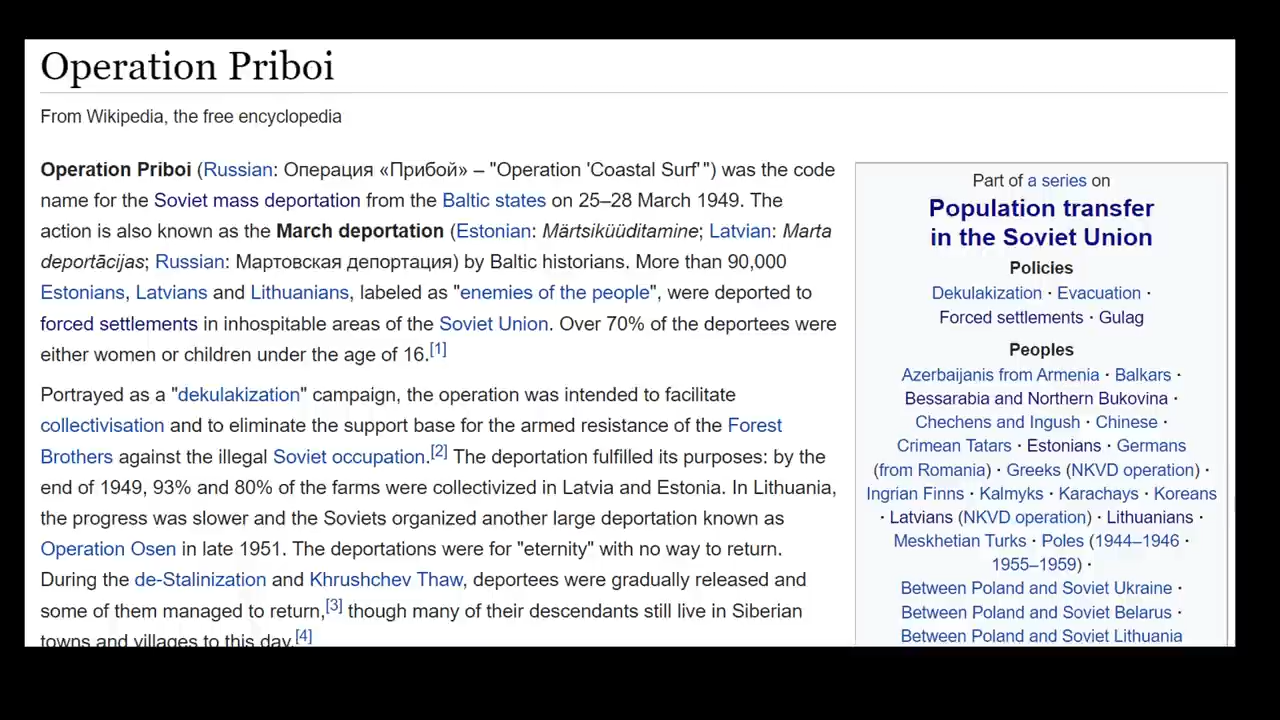 Operation Priboi
From Wikipedia, the free encyclopedia
Operation Priboi (Russian: Операция «Прибой» – "Operation 'Coastal Surf'") was the code
name for the Soviet mass deportation from the Baltic states on 25–28 March 1949. The
action is also known as the March deportation (Estonian: Märtsiküüditamine; Latvian: Marta
deportācijas; Russian: Мартовская депортация) by Baltic historians. More than 90,000
Estonians, Latvians and Lithuanians, labeled as "enemies of the people", were deported to
forced settlements in inhospitable areas of the Soviet Union. Over 70% of the deportees were
either women or children under the age of 16.[1]
Portrayed as a "dekulakization" campaign, the operation was intended to facilitate
collectivisation and to eliminate the support base for the armed resistance of the Forest
Brothers against the illegal Soviet occupation.[2] The deportation fulfilled its purposes: by the
end of 1949, 93% and 80% of the farms were collectivized in Latvia and Estonia. In Lithuania,
the progress was slower and the Soviets organized another large deportation known as
Operation Osen in late 1951. The deportations were for "eternity" with no way to return.
During the de-Stalinization and Khrushchev Thaw, deportees were gradually released and
some of them managed to return,[3] though many of their descendants still live in Siberian
towns and villages to this day.[4]
Part of a series on
Population transfer
in the Soviet Union
Policies
Dekulakization · Evacuation ·
Forced settlements · Gulag
Peoples
Azerbaijanis from Armenia · Balkars ·
Bessarabia and Northern Bukovina ·
Chechens and Ingush · Chinese ·
Crimean Tatars · Estonians · Germans
(from Romania) · Greeks (NKVD operation) ·
Ingrian Finns · Kalmyks · Karachays · Koreans
· Latvians (NKVD operation) · Lithuanians ·
Meskhetian Turks · Poles (1944–1946 ·
1955–1959) ·
Between Poland and Soviet Ukraine ·
Between Poland and Soviet Belarus ·
Between Poland and Soviet Lithuania